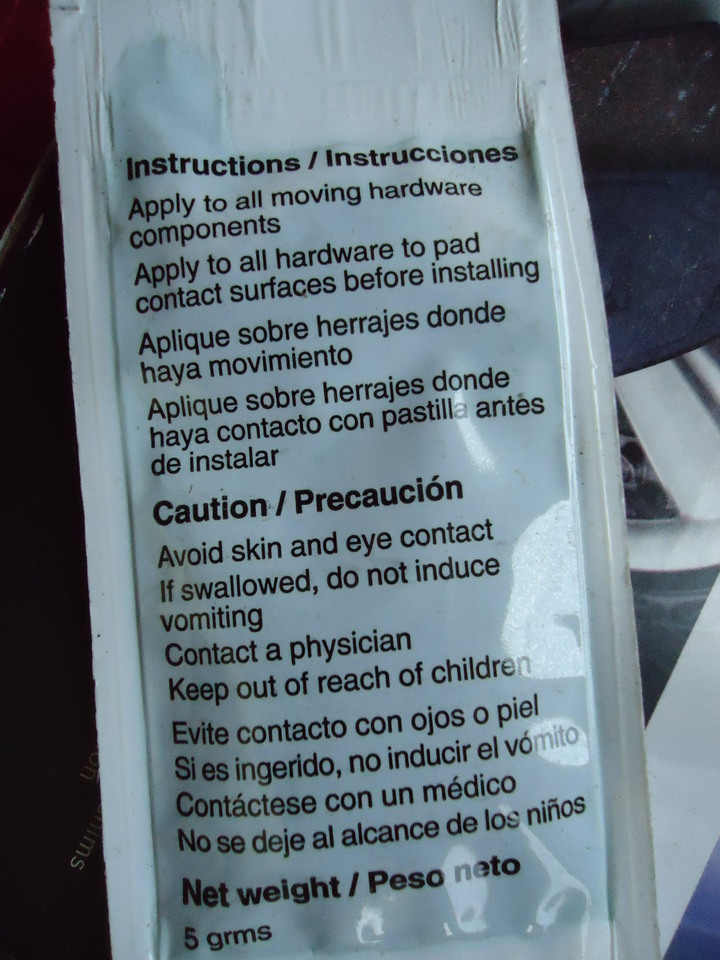 Instructions / Instrucciones
Apply to all moving hardware
components
Apply to all hardware to pad
contact surfaces before installing
Aplique sobre herrajes donde
haya movimiento
Aplique sobre herrajes donde
haya contacto con pastilla antes
de instalar
Caution / Precaución
Avoid skin and eye contact
If swallowed, do not induce
vomiting
Contact a physician
Keep out of reach of children
Evite contacto con ojos o piel
Si es ingerido, no inducir el vómito
Contáctese con un médico
No se deje al alcance de los niños
Net weight / Peso neto
5 grms